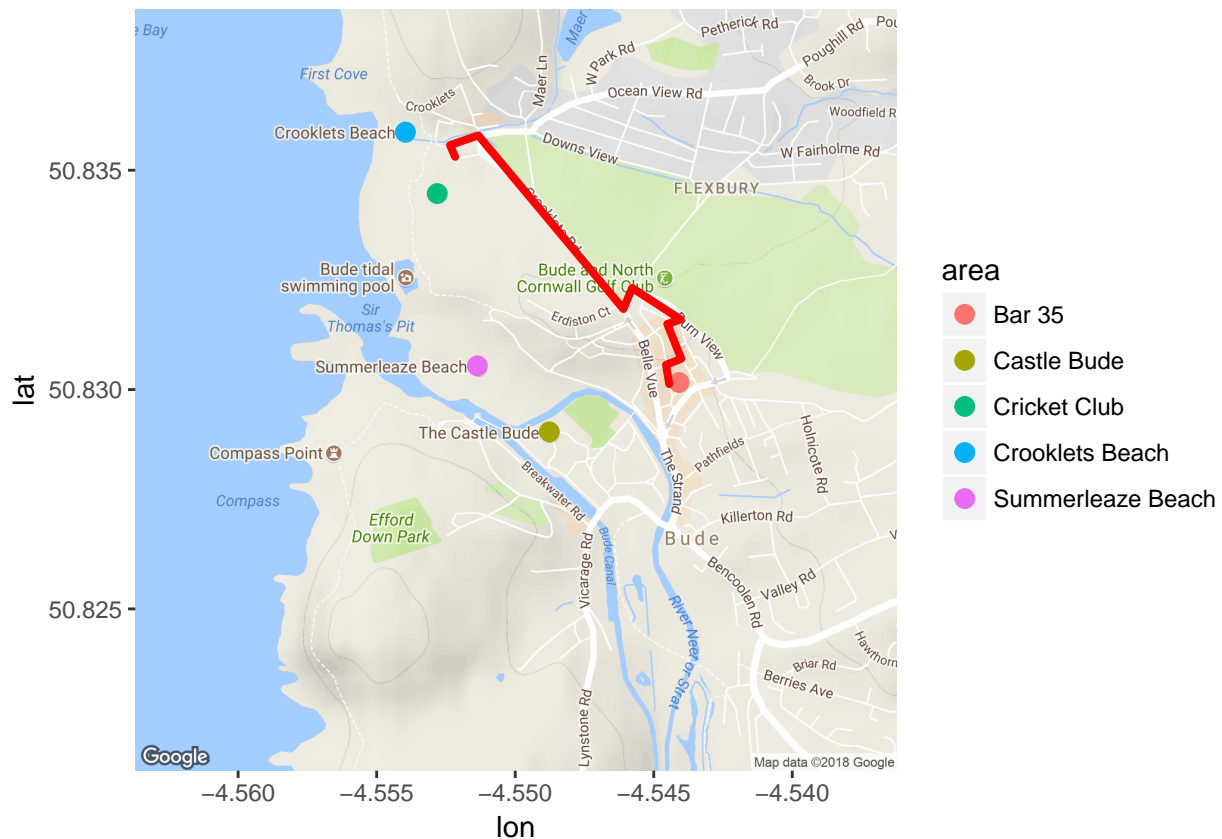 e Bay
First Cove
Crooklets
Maer Ln
Maer
W Park Rd
Petherick Rd
Pou
Poughill Rd
Brook Dr
Ocean View Rd
Woodfield R
Crooklets Beach
Downs View
W Fairholme Rd
50.835
FLEXBURY
Crooklets Rd
Bude tidal
swimming pool
Bude and North
Cornwall Golf Club
Sir
Thomas's Pit
Erdiston Ct
Burn View
Belle Vue
Summerleaze Beach
50.830
lat
The Castle Bude
Holnicote Rd
Pathfields
Compass Point
The Strand
Breakwater Rd
Compass
Efford
Down Park
Killerton Rd
Bude
Bude Canal
Vicarage Rd
Bencoolen Rd
Valley Rd
50.825
River Neet or Strat
Hawthorn
Briar Rd
Berries Ave
Lynstone Rd
Google
Map data ©2018 Google
−4.560
−4.555
−4.550
−4.545
−4.540
lon
area
Bar 35
Castle Bude
Cricket Club
Crooklets Beach
Summerleaze Beach